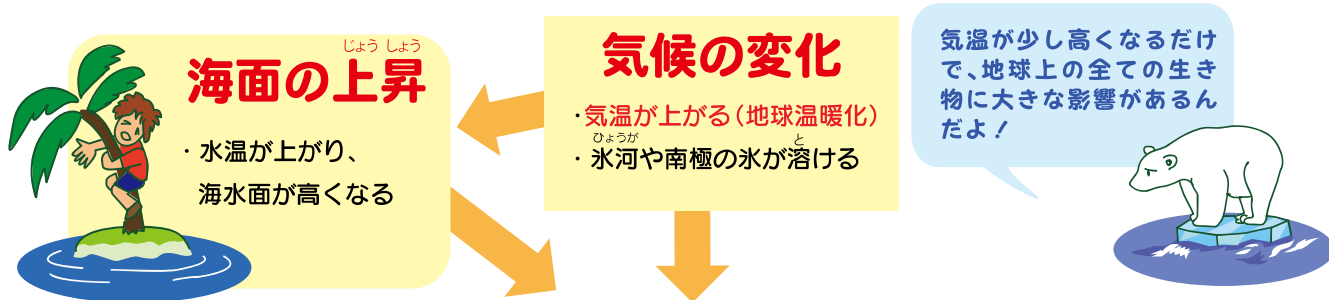 じょう しょう
海面の上昇
・水温が上がり、
海水面が高くなる
気候の変化
・気温が上がる（地球温暖化）
ひょうが と
・氷河や南極の氷が溶ける
気温が少し高くなるだけ
で、地球上の全ての生き
物に大きな影響があるん
だよ！